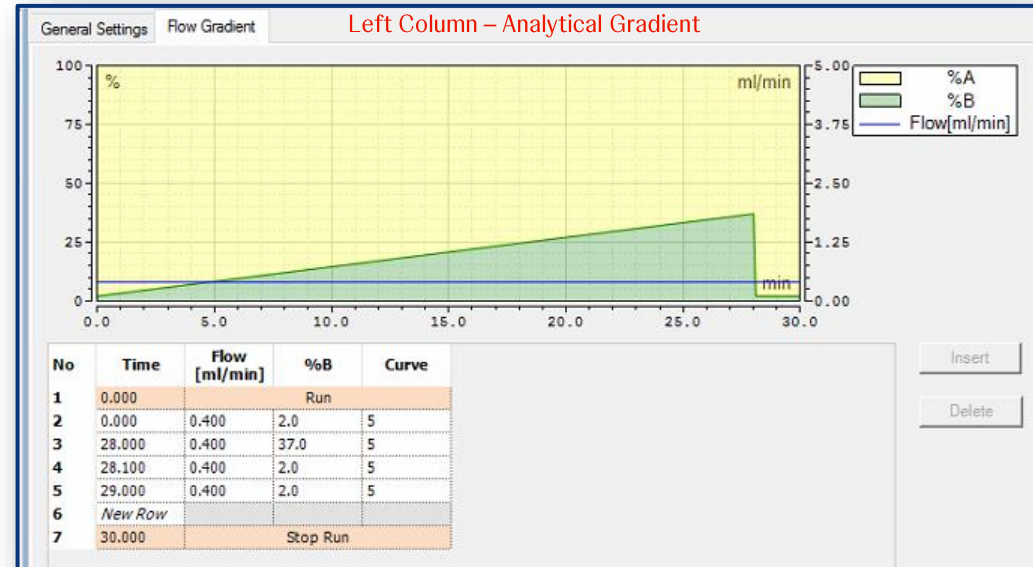 General Settings Flow Gradient Left Column – Analytical Gradient
100 % ml/min 5.00 %A
%B
75 3.75 Flow[ml/min]
50 2.50
25 1.25
min
0 0.00
0.0 5.0 10.0 15.0 20.0 25.0 30.0
No Time Flow [ml/min] %B Curve
1 0.000 Run
2 0.000 0.400 2.0 5
3 28.000 0.400 37.0 5
4 28.100 0.400 2.0 5
5 29.000 0.400 2.0 5
6 New Row
7 30.000 Stop Run
Insert
Delete